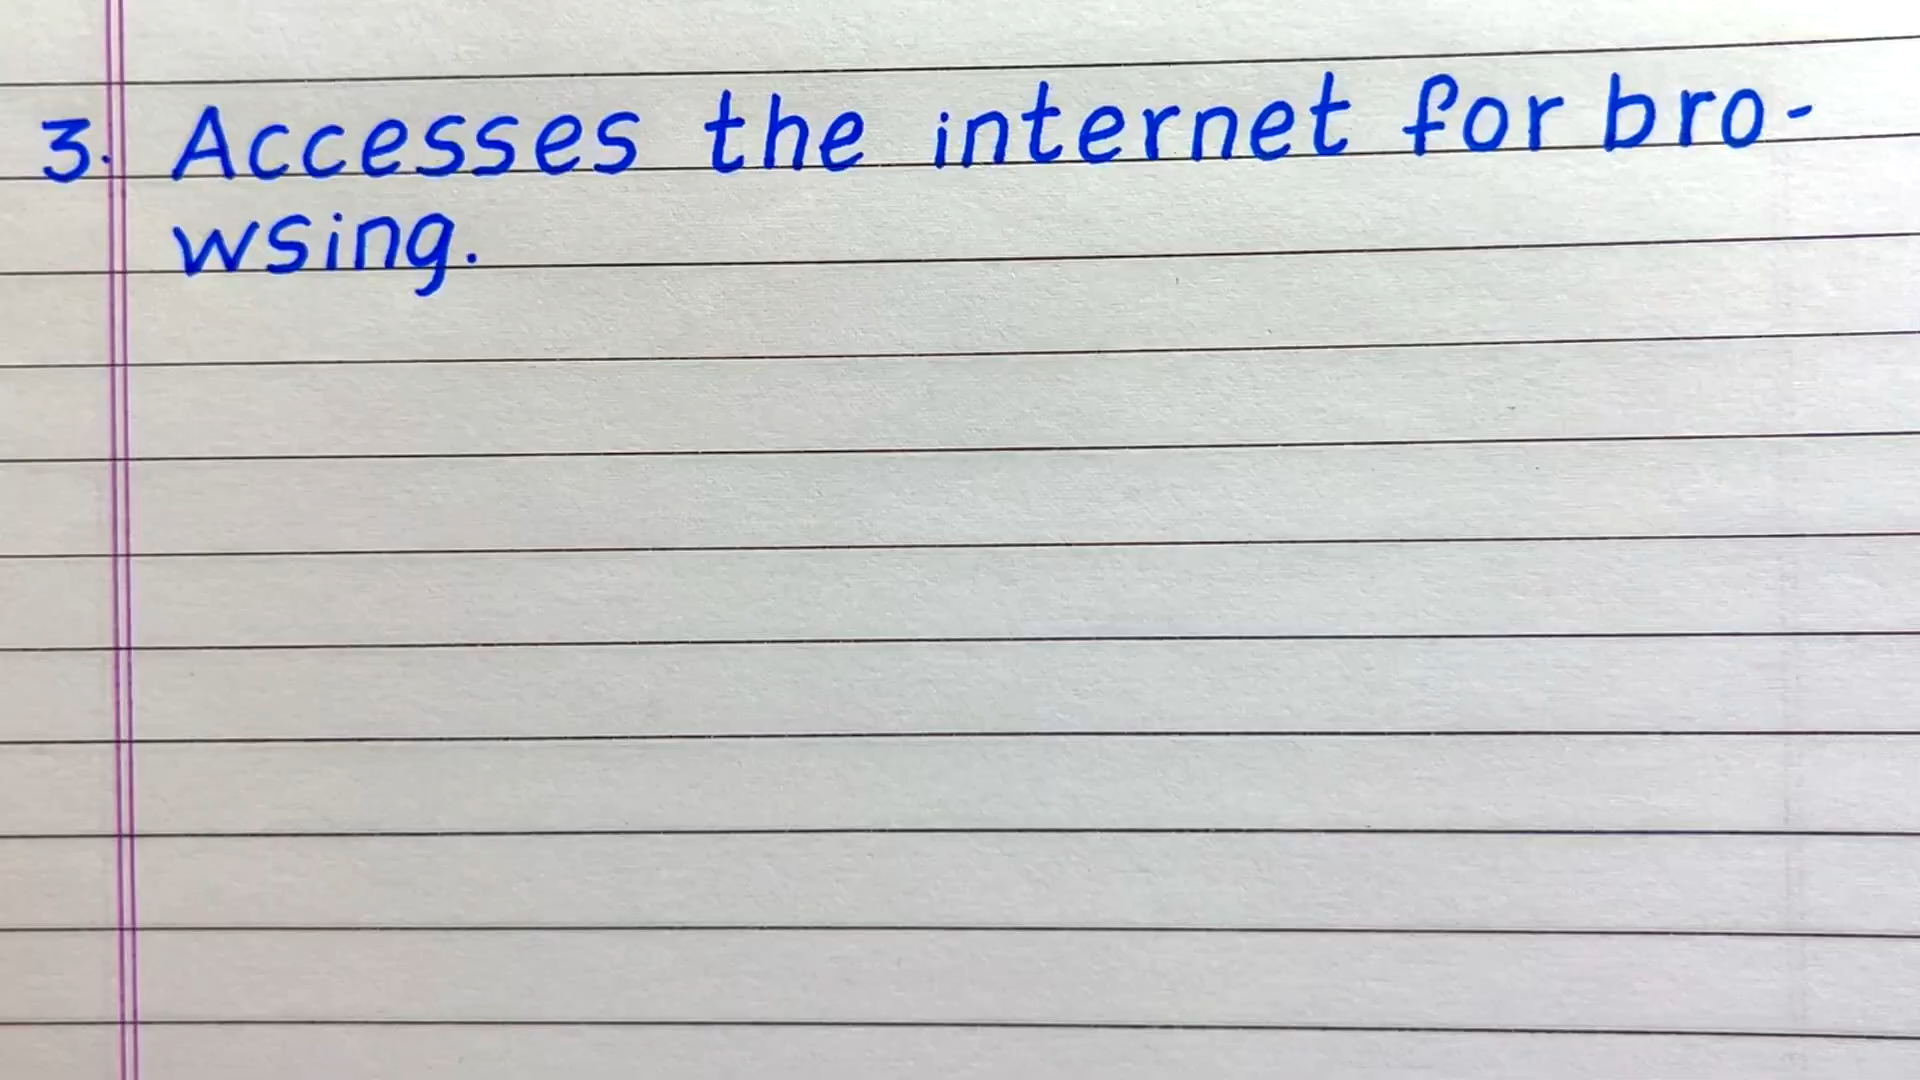 3. Accesses the internet for bro-
wsing.